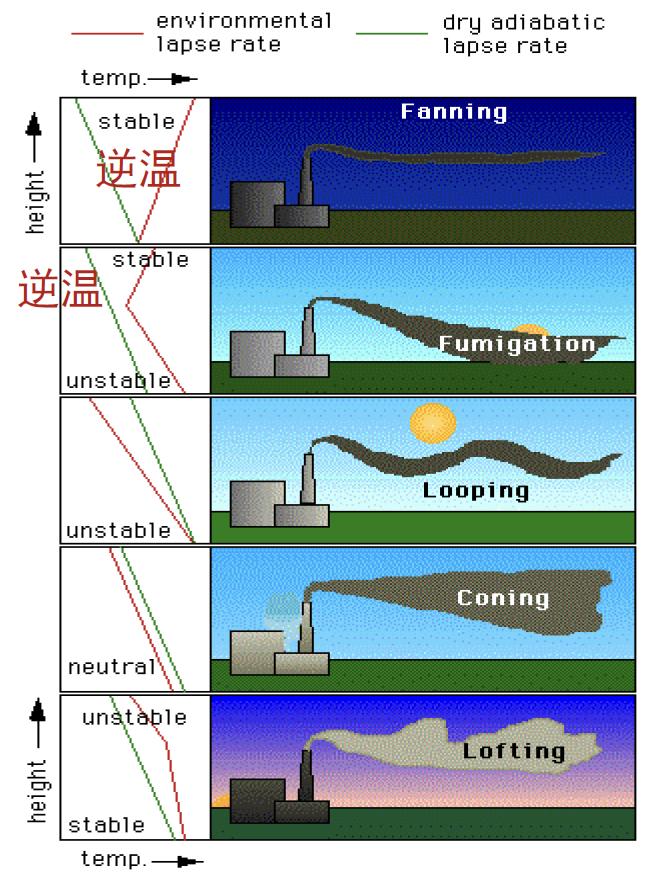 environmental
lapse rate
dry adiabatic
lapse rate
temp.
height
stable
逆温
Fanning
stable
逆温
unstable
Fumigation
unstable
Looping
neutral
Coning
height
unstable
stable
Lofting
temp.